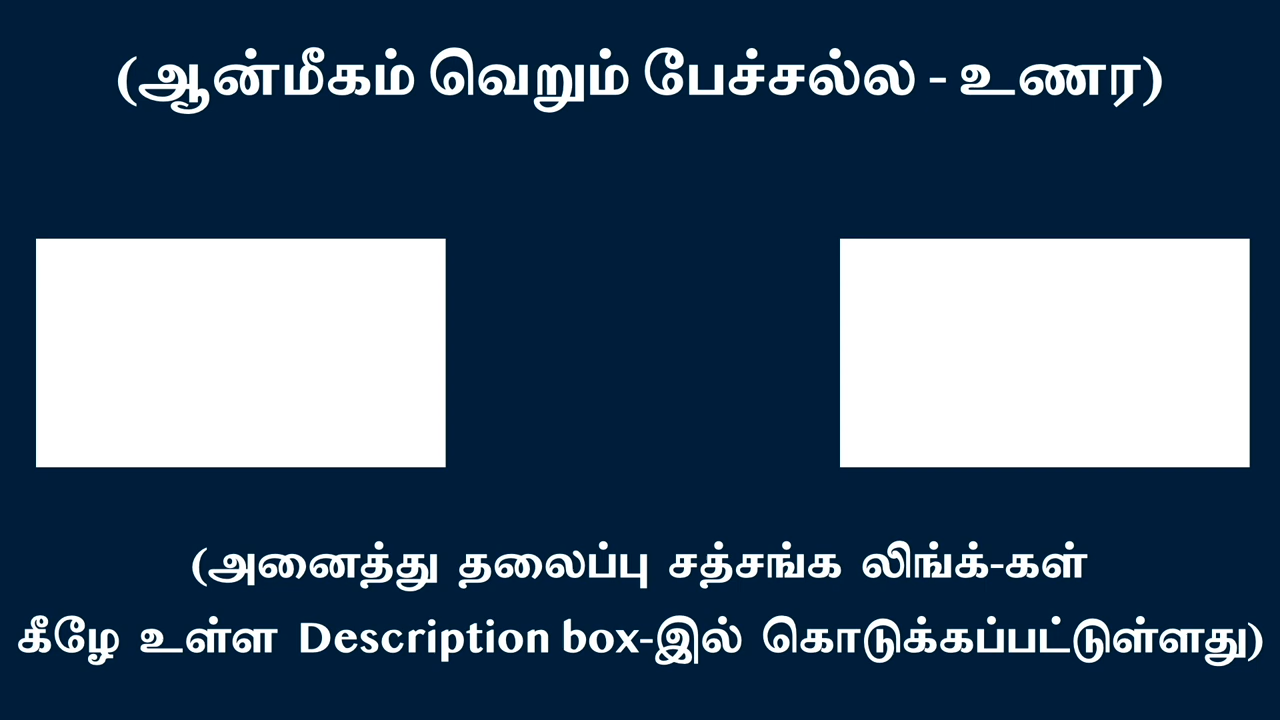 (ஆன்மீகம் வெறும் பேச்சல்ல - உணர)
(அனைத்து தலைப்பு சத்சங்க லிங்க்-கள்
கீழே உள்ள Description box-இல் கொடுக்கப்பட்டுள்ளது)